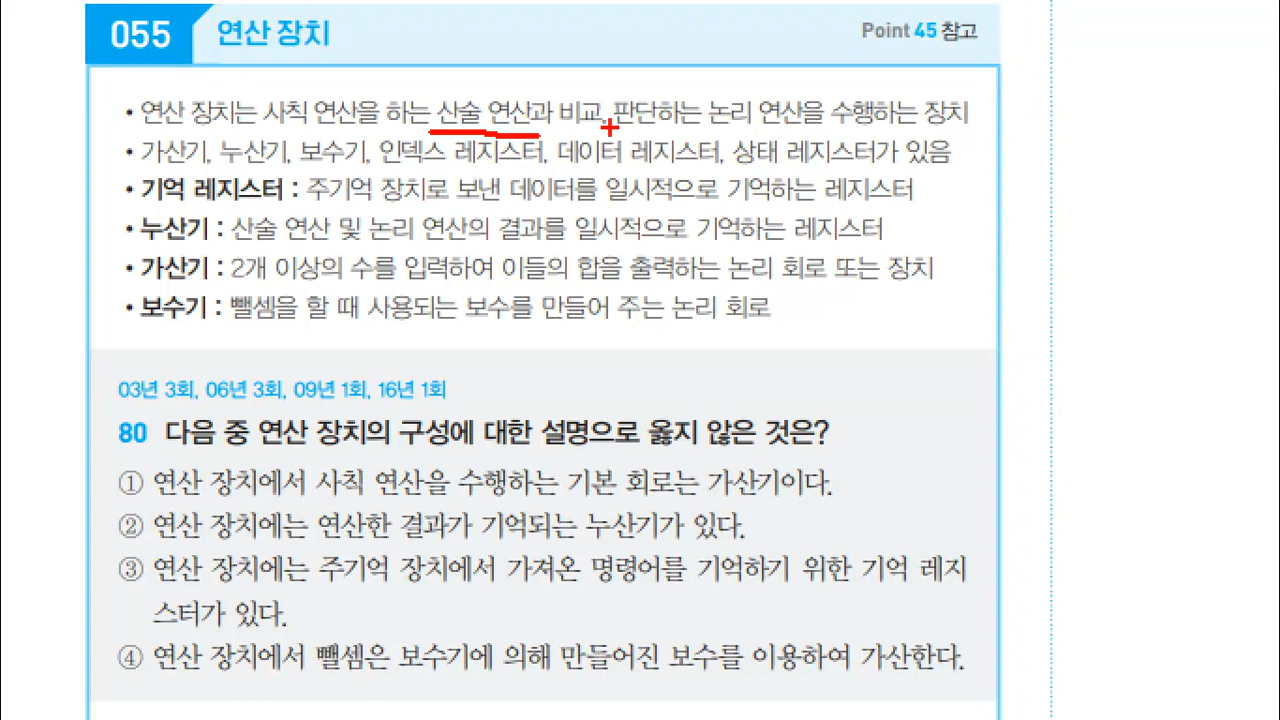 055 연산 장치 Point 45 참고
• 연산 장치는 사칙 연산을 하는 산술 연산과 비교, 판단하는 논리 연산을 수행하는 장치
• 가산기, 누산기, 보수기, 인덱스 레지스터, 데이터 레지스터, 상태 레지스터가 있음
• 기억 레지스터 : 주기억 장치로 보낸 데이터를 일시적으로 기억하는 레지스터
• 누산기 : 산술 연산 및 논리 연산의 결과를 일시적으로 기억하는 레지스터
• 가산기 : 2개 이상의 수를 입력하여 이들의 합을 출력하는 논리 회로 또는 장치
• 보수기 : 뺄셈을 할 때 사용되는 보수를 만들어 주는 논리 회로
03년 3회, 06년 3회, 09년 1회, 16년 1회
80 다음 중 연산 장치의 구성에 대한 설명으로 옳지 않은 것은?
① 연산 장치에서 사칙 연산을 수행하는 기본 회로는 가산기이다.
② 연산 장치에는 연산한 결과가 기억되는 누산기가 있다.
③ 연산 장치에는 주기억 장치에서 가져온 명령어를 기억하기 위한 기억 레지
스터가 있다.
④ 연산 장치에서 뺄셈은 보수기에 의해 만들어진 보수를 이용하여 가산한다.